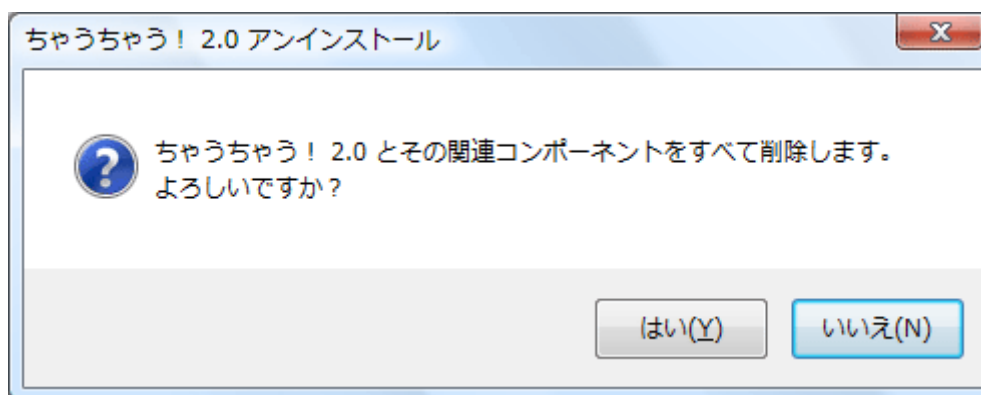 ちゃうちゃう！ 2.0 アンインストール
ちゃうちゃう！ 2.0 とその関連コンポーネントをすべて削除します。
よろしいですか？
はい(Y)
いいえ(N)